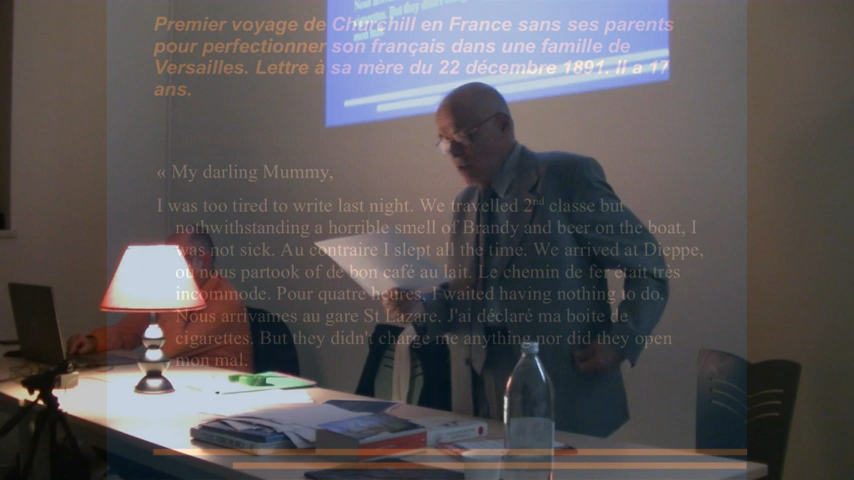 Premier voyage de Churchill en France sans ses parents
pour perfectionner son français dans une famille de
Versailles. Lettre à sa mère du 22 décembre 1891. Il a 17
ans.
« My darling Mummy,
I was too tired to write last night. We travelled 2nd classe but
nothwithstanding a horrible smell of Brandy and beer on the boat, I
was not sick. Au contraire I slept all the time. We arrived at Dieppe,
ou nous partook of de bon café au lait. Le chemin de fer etait très
incommode. Pour quatre heures, I waited having nothing to do.
Nous arrivames au gare St Lazare. J'ai déclaré ma boite de
cigarettes. But they didn't charge me anything nor did they open
mon mal.